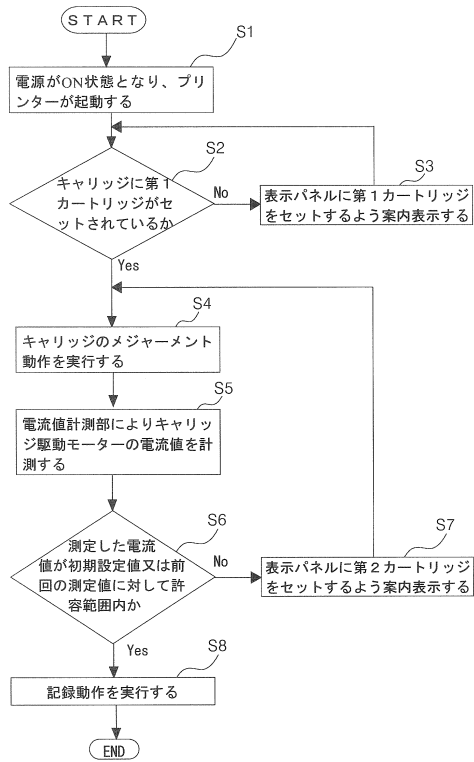 START
S1
電源がON状態となり、プリ
ンターが起動する
S2
キャリッジに第1
カートリッジがセ
ットされているか
No
S3
表示パネルに第1カートリッジ
をセットするよう案内表示する
Yes
S4
キャリッジのメジャーメント
動作を実行する
S5
電流値計測部によりキャリッ
ジ駆動モーターの電流値を計
測する
S6
測定した電流
値が初期設定値又は前
回の測定値に対して許
容範囲内か
No
S7
表示パネルに第2カートリッジ
をセットするよう案内表示する
Yes
S8
記録動作を実行する
END